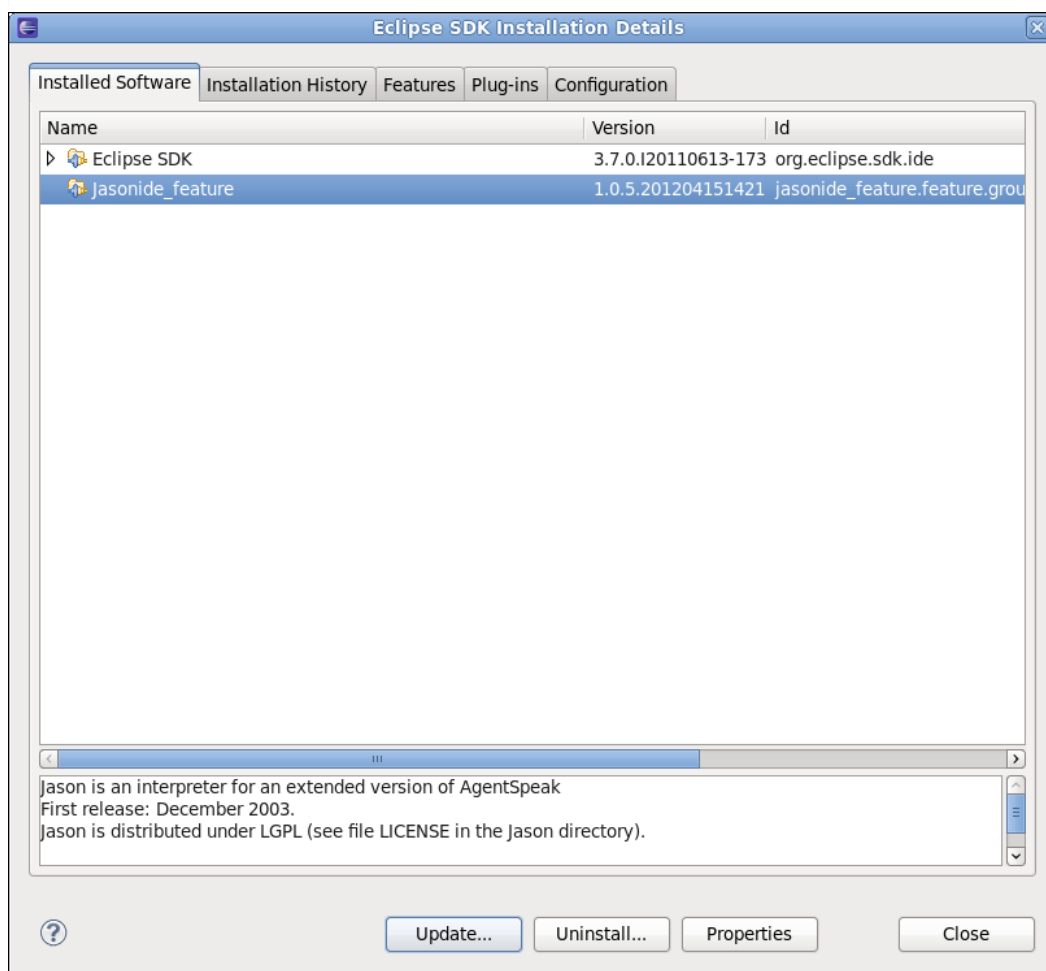 Eclipse SDK Installation Details
Installed Software Installation History Features Plug-ins Configuration
Name Version Id
Eclipse SDK 3.7.0.I20110613-173 org.eclipse.sdk.ide
Jasonide_feature 1.0.5.201204151421 jasonide_feature.feature.grou
Jason is an interpreter for an extended version of AgentSpeak
First release: December 2003.
Jason is distributed under LGPL (see file LICENSE in the Jason directory).
Update... Uninstall... Properties Close